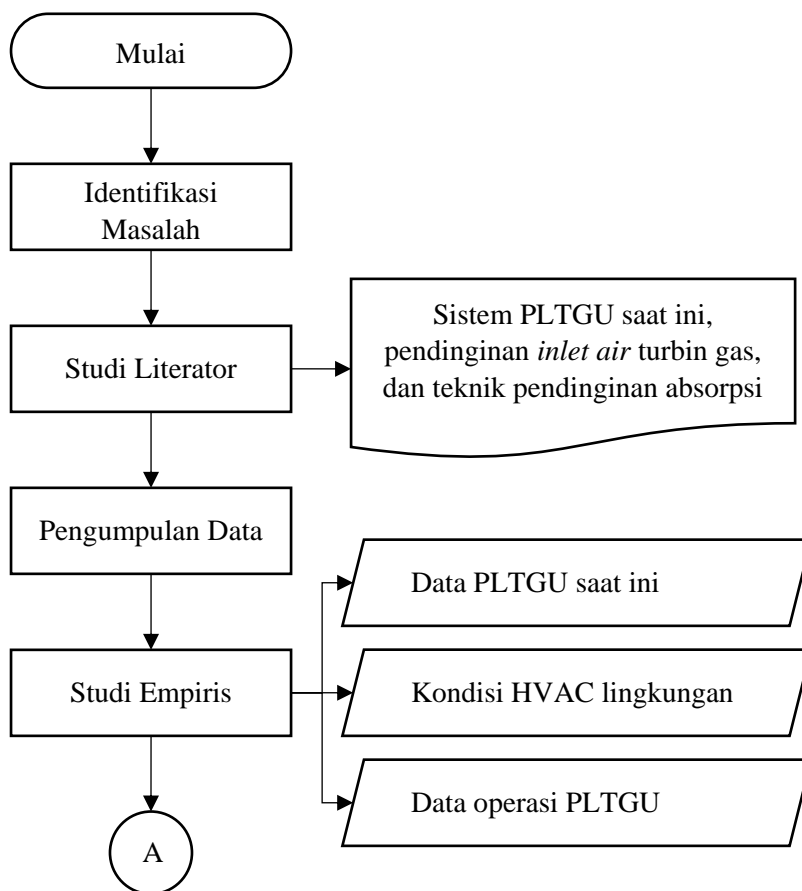 Mulai
Identifikasi
Masalah
Studi Literator
Sistem PLTGU saat ini,
pendinginan inlet air turbin gas,
dan teknik pendinginan absorpsi
Pengumpulan Data
Studi Empiris
Data PLTGU saat ini
Kondisi HVAC lingkungan
Data operasi PLTGU
A